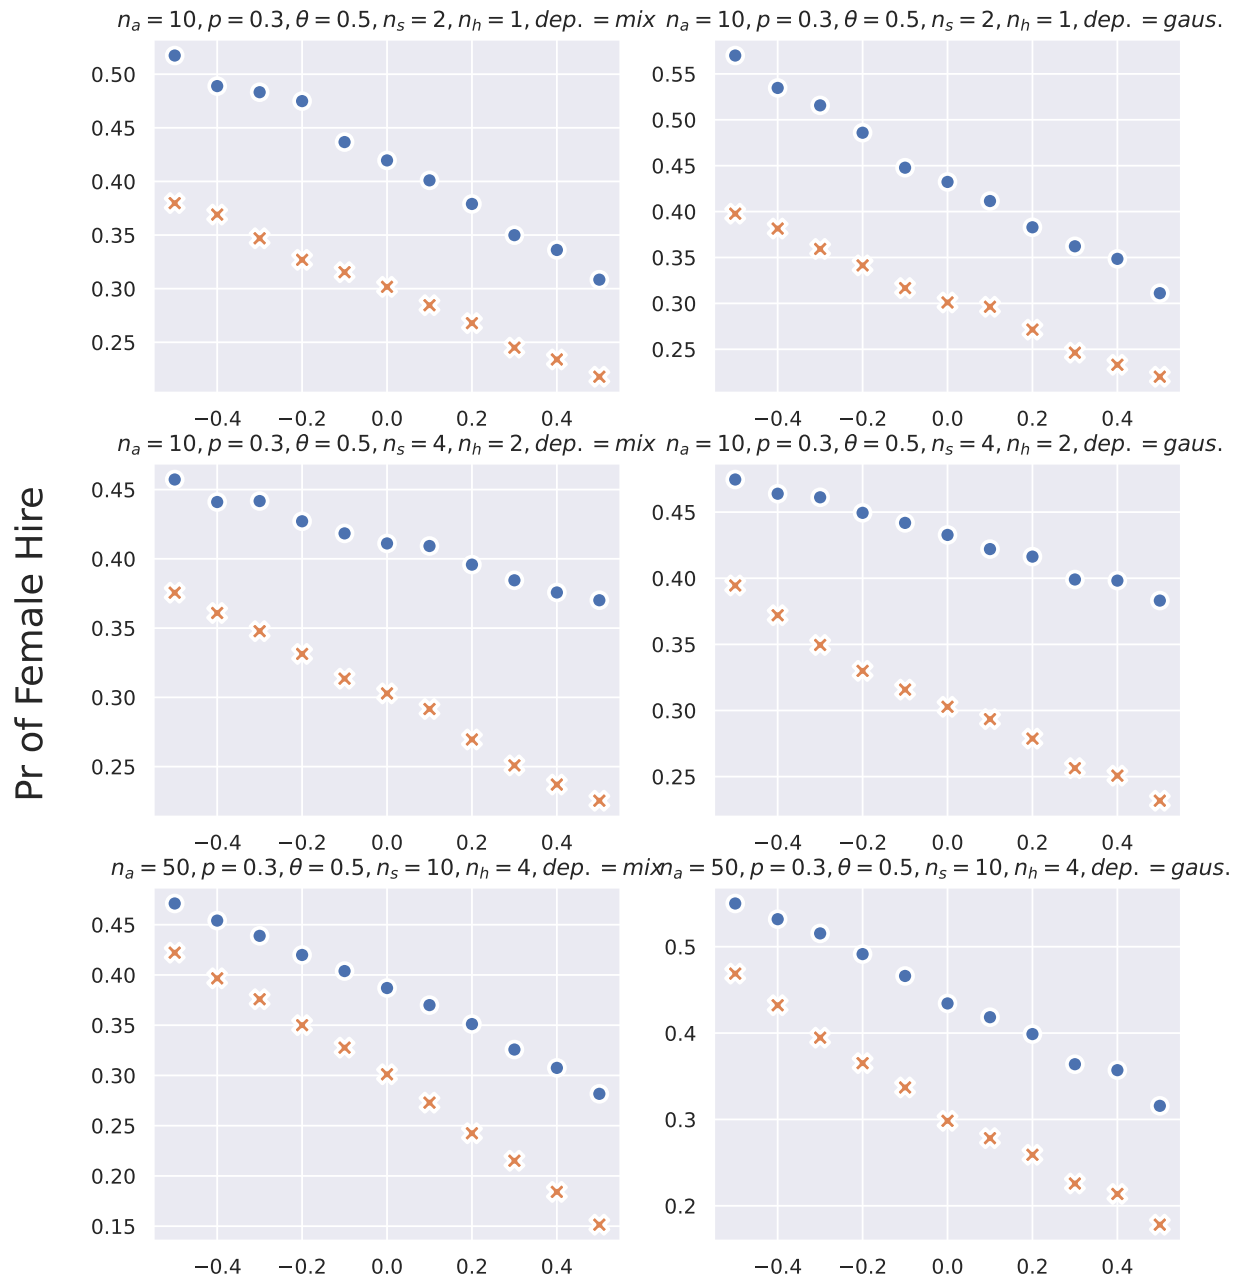 n_a = 10, p = 0.3, θ = 0.5, n_s = 2, n_h = 1, dep. = mix
n_a = 10, p = 0.3, θ = 0.5, n_s = 2, n_h = 1, dep. = gaus.
0.50
0.45
0.40
0.35
0.30
0.25
−0.4 −0.2 0.0 0.2 0.4
0.55
0.50
0.45
0.40
0.35
0.30
0.25
−0.4 −0.2 0.0 0.2 0.4
Pr of Female Hire
n_a = 10, p = 0.3, θ = 0.5, n_s = 4, n_h = 2, dep. = mix
n_a = 10, p = 0.3, θ = 0.5, n_s = 4, n_h = 2, dep. = gaus.
0.45
0.40
0.35
0.30
0.25
−0.4 −0.2 0.0 0.2 0.4
0.45
0.40
0.35
0.30
0.25
−0.4 −0.2 0.0 0.2 0.4
n_a = 50, p = 0.3, θ = 0.5, n_s = 10, n_h = 4, dep. = mix
n_a = 50, p = 0.3, θ = 0.5, n_s = 10, n_h = 4, dep. = gaus.
0.45
0.40
0.35
0.30
0.25
0.20
0.15
−0.4 −0.2 0.0 0.2 0.4
0.5
0.4
0.3
0.2
−0.4 −0.2 0.0 0.2 0.4